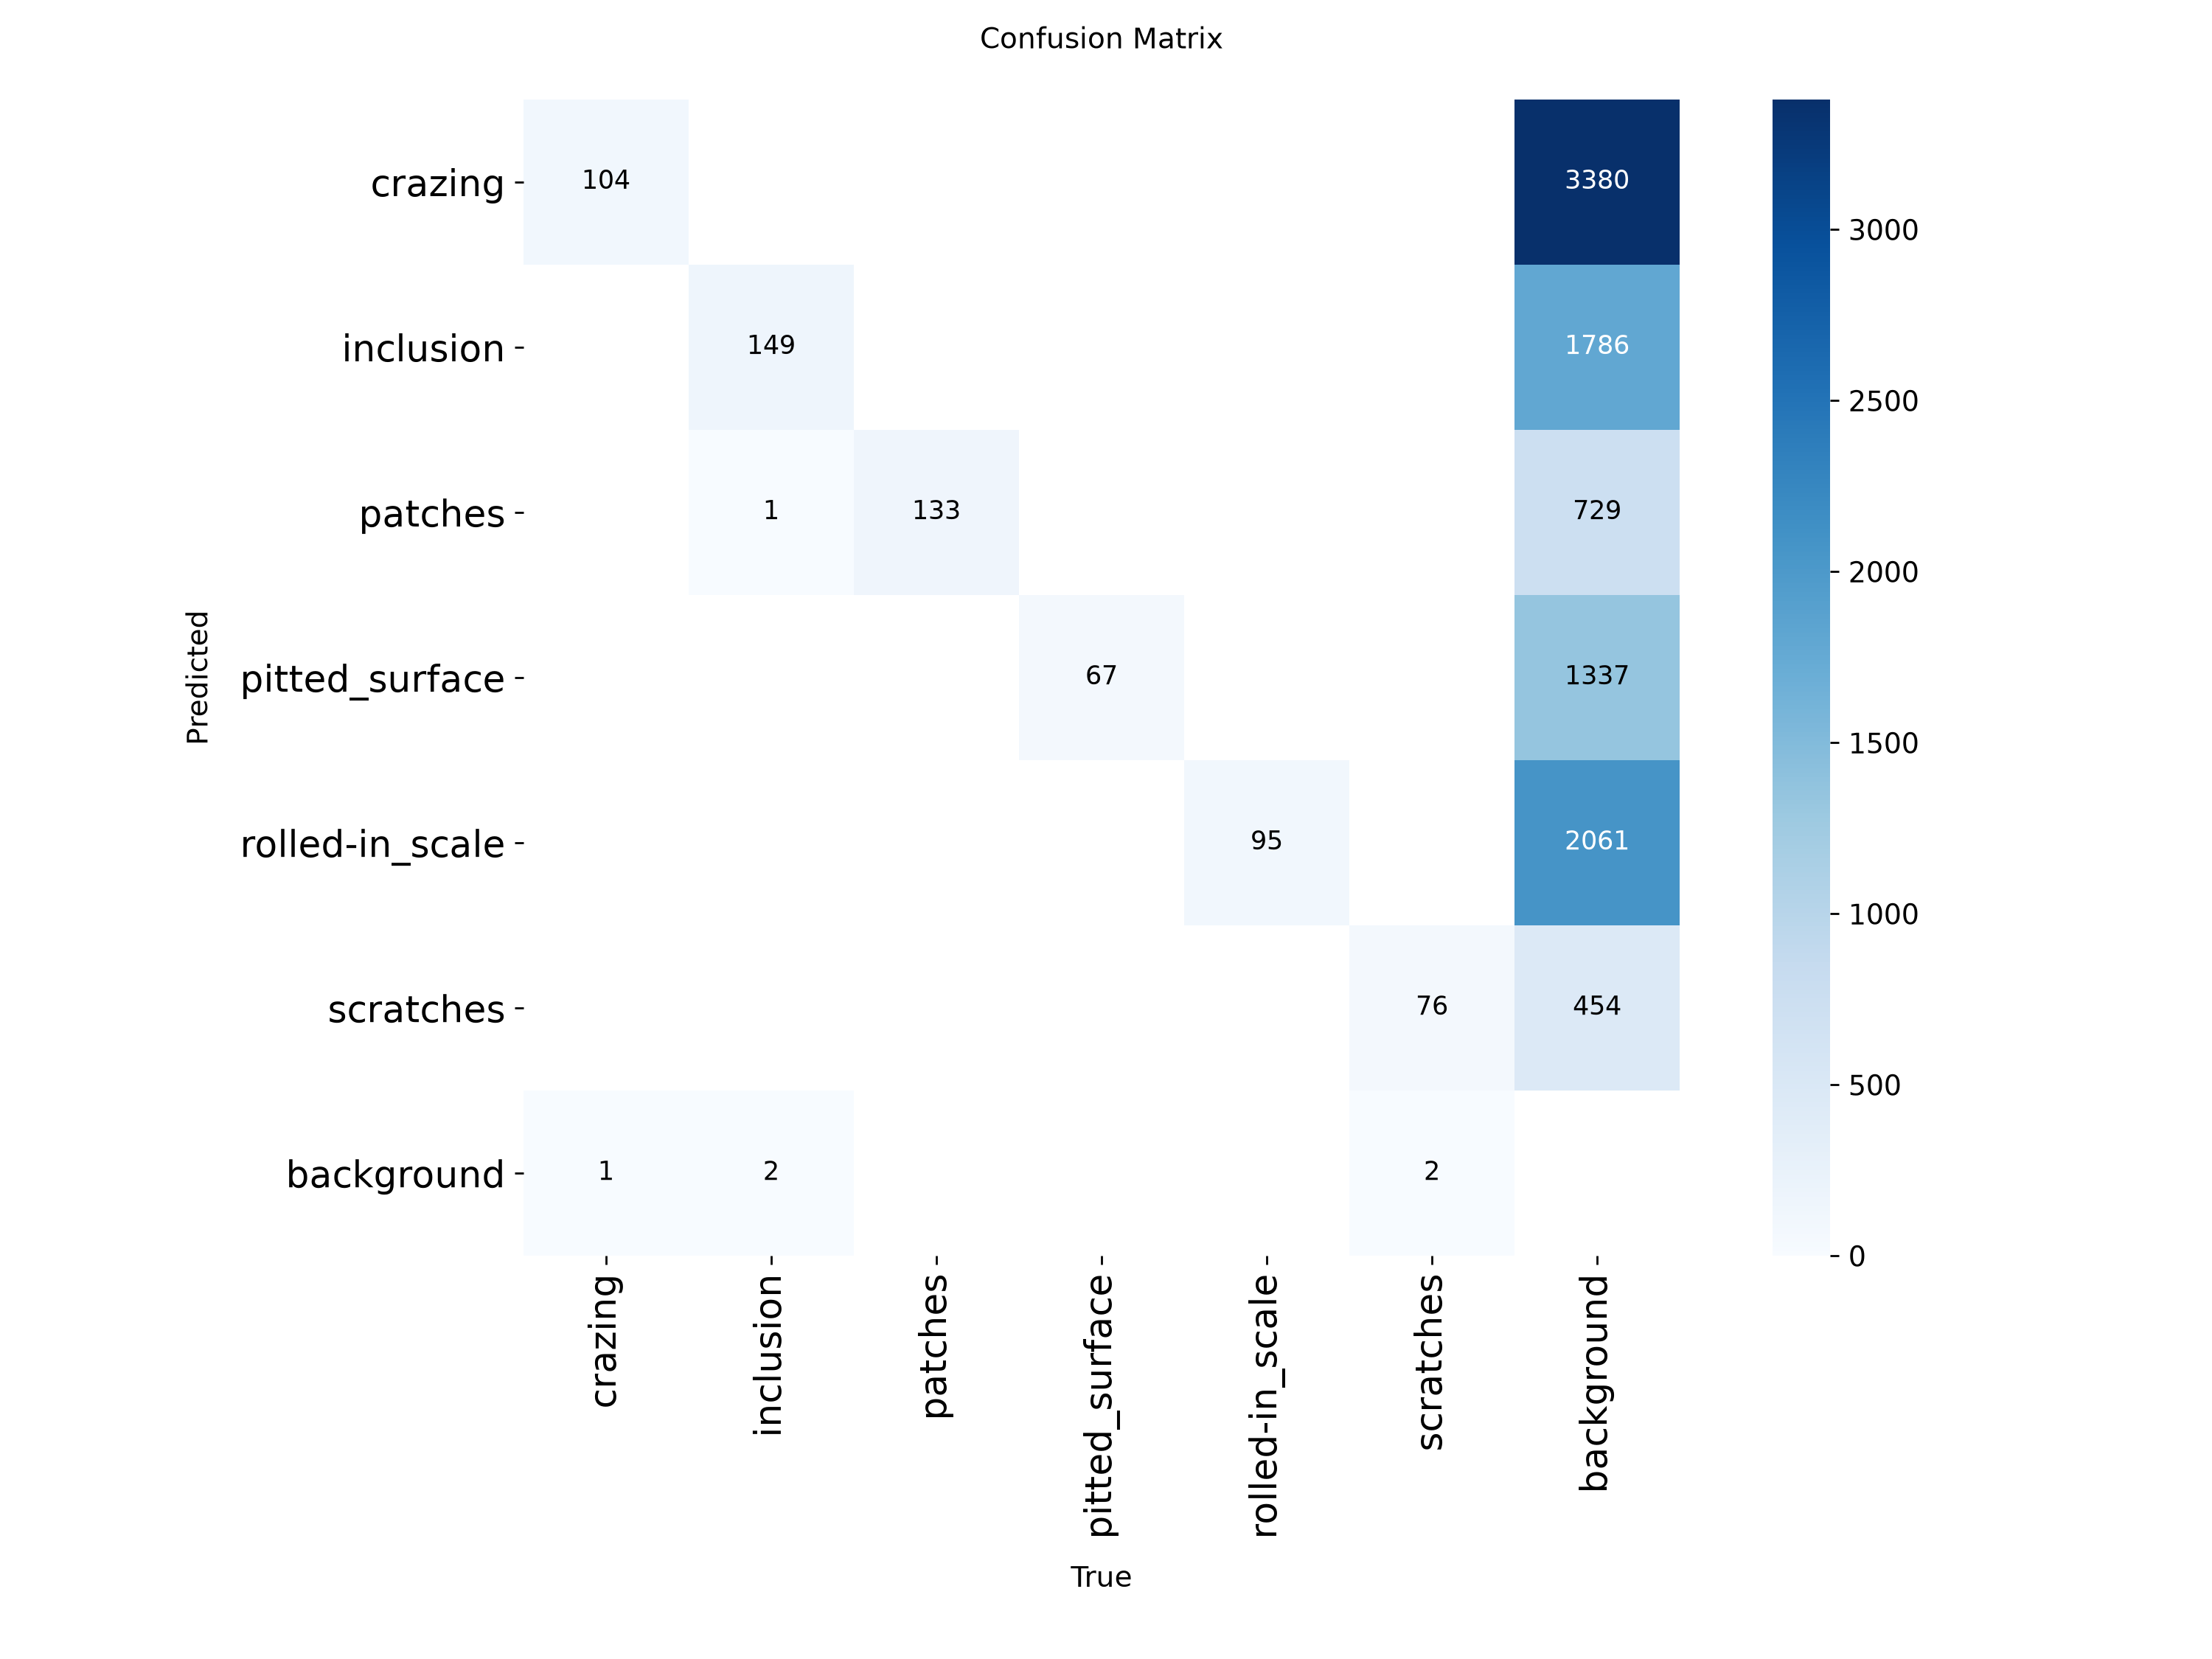 Confusion Matrix
crazing
104
3380
3000
inclusion
149
1786
2500
patches
1
133
729
2000
Predicted
pitted_surface
67
1337
1500
rolled-in_scale
95
2061
1000
scratches
76
454
500
background
1
2
2
0
crazing
inclusion
patches
pitted_surface
rolled-in_scale
scratches
background
True